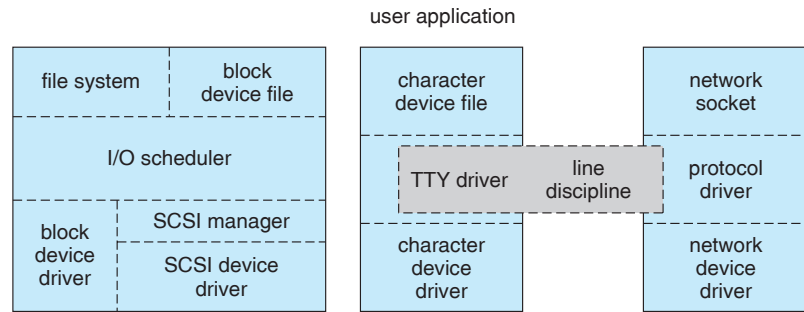 user application
file system
block
device file
I/O scheduler
block
device
driver
SCSI manager
SCSI device
driver
character
device file
TTY driver
line
discipline
character
device
driver
network
socket
protocol
driver
network
device
driver